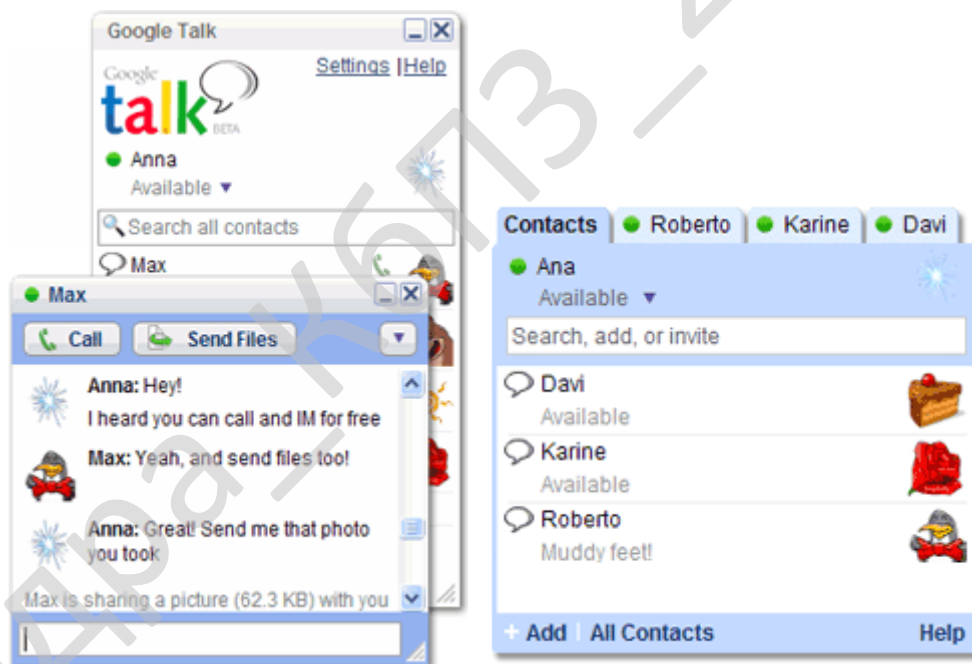 Google Talk
Settings | Help
Google
talk
BETA
Anna
Available
Search all contacts
Max
Max
Call
Send Files
Anna: Hey!
I heard you can call and IM for free
Max: Yeah, and send files too!
Anna: Great! Send me that photo
you took
Max is sharing a picture (62.3 KB) with you
Contacts
Roberto
Karine
Davi
Ana
Available
Search, add, or invite
Davi
Available
Karine
Available
Roberto
Muddy feet!
+ Add
All Contacts
Help